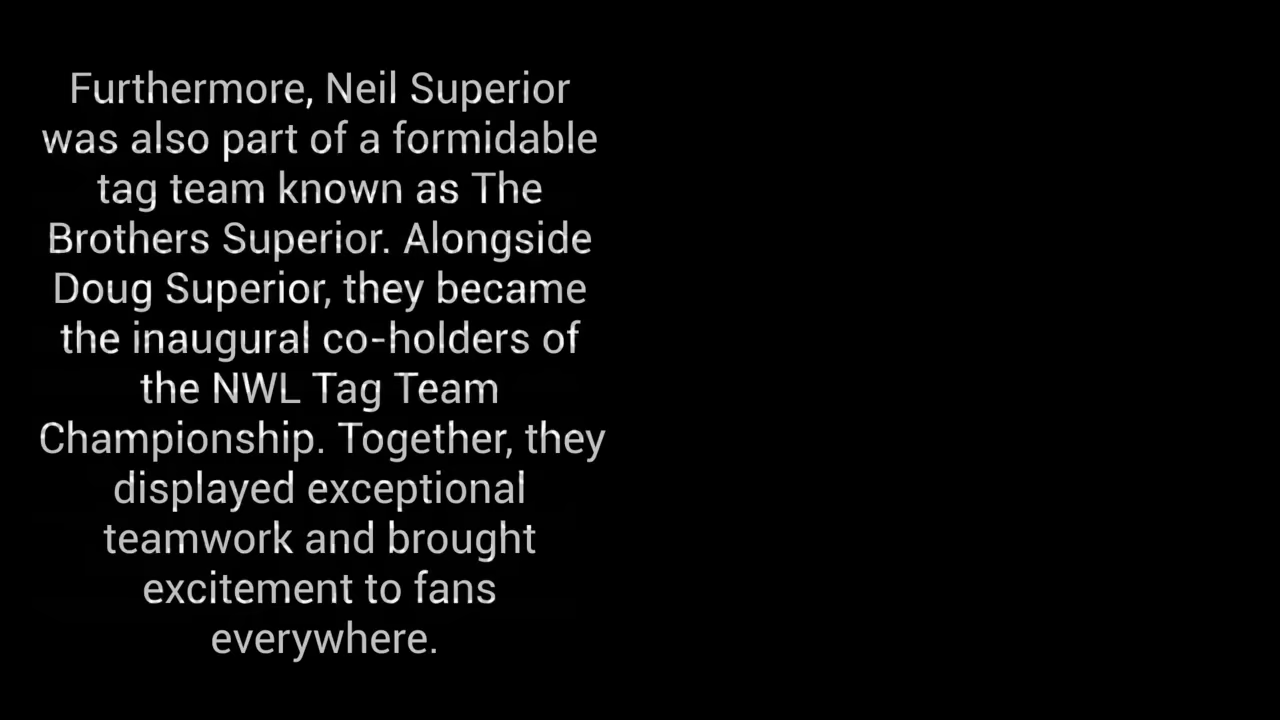 Furthermore, Neil Superior
was also part of a formidable
tag team known as The
Brothers Superior. Alongside
Doug Superior, they became
the inaugural co-holders of
the NWL Tag Team
Championship. Together, they
displayed exceptional
teamwork and brought
excitement to fans
everywhere.